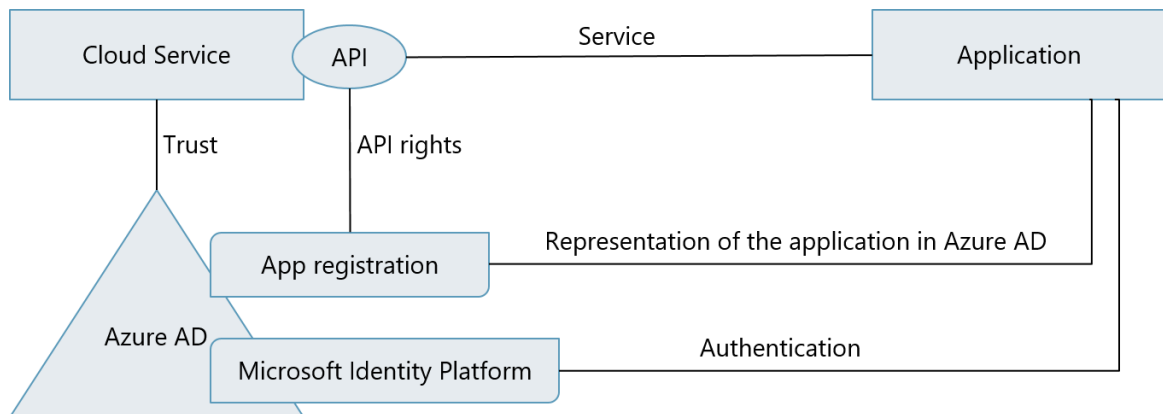 Cloud Service
API
Service
Application
Trust
API rights
App registration
Representation of the application in Azure AD
Azure AD
Microsoft Identity Platform
Authentication